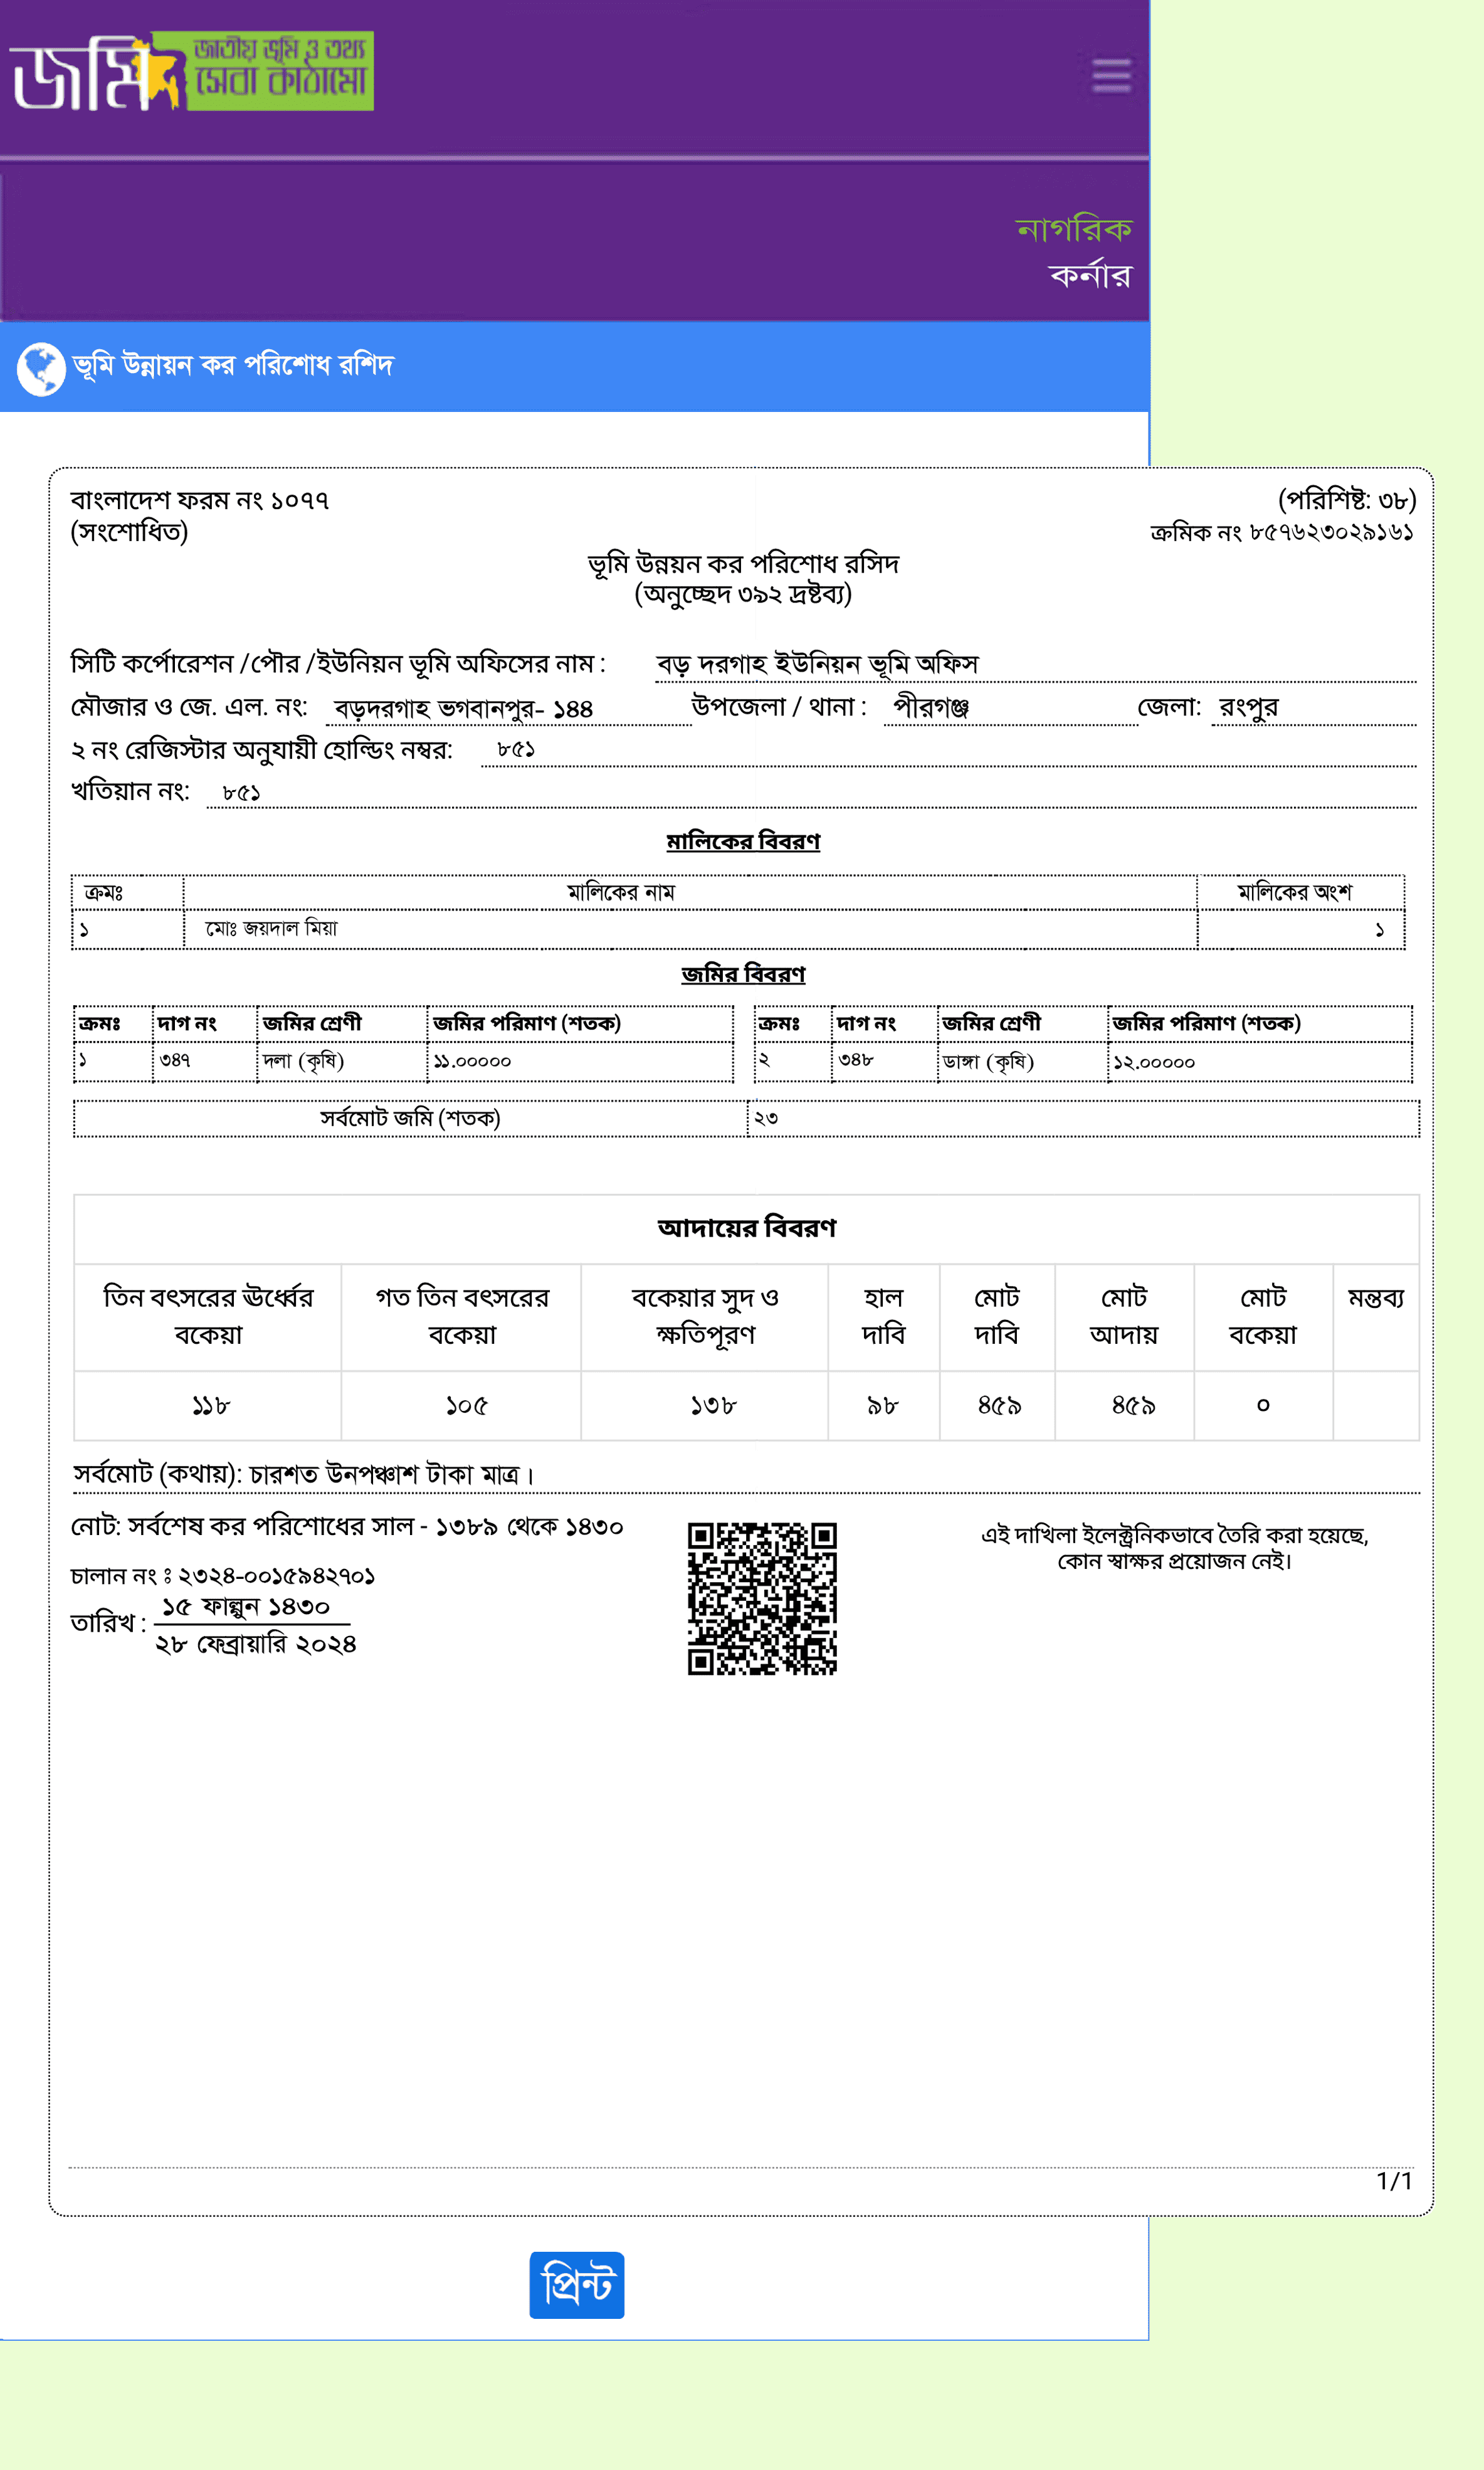 জমি জাতীয় ভূমি ও তথ্য
সেবা কাঠামো
নাগরিক
কর্নার
ভূমি উন্নায়ন কর পরিশোধ রশিদ
বাংলাদেশ ফরম নং ১০৭৭ (পরিশিষ্ট: ৩৮)
(সংশোধিত) ক্রমিক নং ৮৫৭৬২৩০২৯১৬১
ভূমি উন্নয়ন কর পরিশোধ রসিদ
(অনুচ্ছেদ ৩৯২ দ্রষ্টব্য)
সিটি কর্পোরেশন /পৌর /ইউনিয়ন ভূমি অফিসের নাম : বড় দরগাহ ইউনিয়ন ভূমি অফিস
মৌজার ও জে. এল. নং: বড়দরগাহ ভগবানপুর- ১৪৪ উপজেলা / থানা : পীরগঞ্জ জেলা: রংপুর
২ নং রেজিস্টার অনুযায়ী হোল্ডিং নম্বর: ৮৫১
খতিয়ান নং: ৮৫১
মালিকের বিবরণ
ক্রমঃ মালিকের নাম মালিকের অংশ
১ মোঃ জয়দাল মিয়া ১
জমির বিবরণ
ক্রমঃ দাগ নং জমির শ্রেণী জমির পরিমাণ (শতক) ক্রমঃ দাগ নং জমির শ্রেণী জমির পরিমাণ (শতক)
১ ৩৪৭ দলা (কৃষি) ১১.০০০০০ ২ ৩৪৮ ডাঙ্গা (কৃষি) ১২.০০০০০
সর্বমোট জমি (শতক) ২৩
আদায়ের বিবরণ
তিন বৎসরের ঊর্ধ্বের গত তিন বৎসরের বকেয়ার সুদ ও হাল মোট মোট মোট মন্তব্য
বকেয়া বকেয়া ক্ষতিপূরণ দাবি দাবি আদায় বকেয়া
১১৮ ১০৫ ১৩৮ ৯৮ ৪৫৯ ৪৫৯ ০
সর্বমোট (কথায়): চারশত উনপঞ্চাশ টাকা মাত্র।
নোট: সর্বশেষ কর পরিশোধের সাল - ১৩৮৯ থেকে ১৪৩০
এই দাখিলা ইলেক্ট্রনিকভাবে তৈরি করা হয়েছে,
কোন স্বাক্ষর প্রয়োজন নেই।
চালান নং ঃ ২৩২৪-০০১৫৯৪২৭০১
তারিখ : ১৫ ফাল্গুন ১৪৩০
২৮ ফেব্রায়ারি ২০২৪
1/1
প্রিন্ট